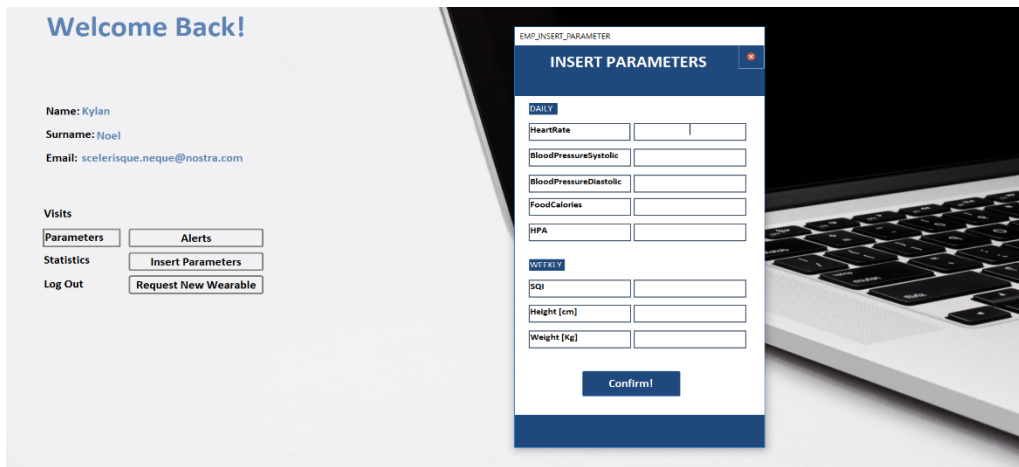 Welcome Back!
Name: Kylan
Surname: Noel
Email: scelerisque.neque@nostra.com
Visits
Parameters
Alerts
Statistics
Insert Parameters
Log Out
Request New Wearable
EMP_INSERT_PARAMETER
INSERT PARAMETERS
DAILY
HeartRate
BloodPressureSystolic
BloodPressureDiastolic
FoodCalories
HPA
WEEKLY
SQI
Height [cm]
Weight [Kg]
Confirm!